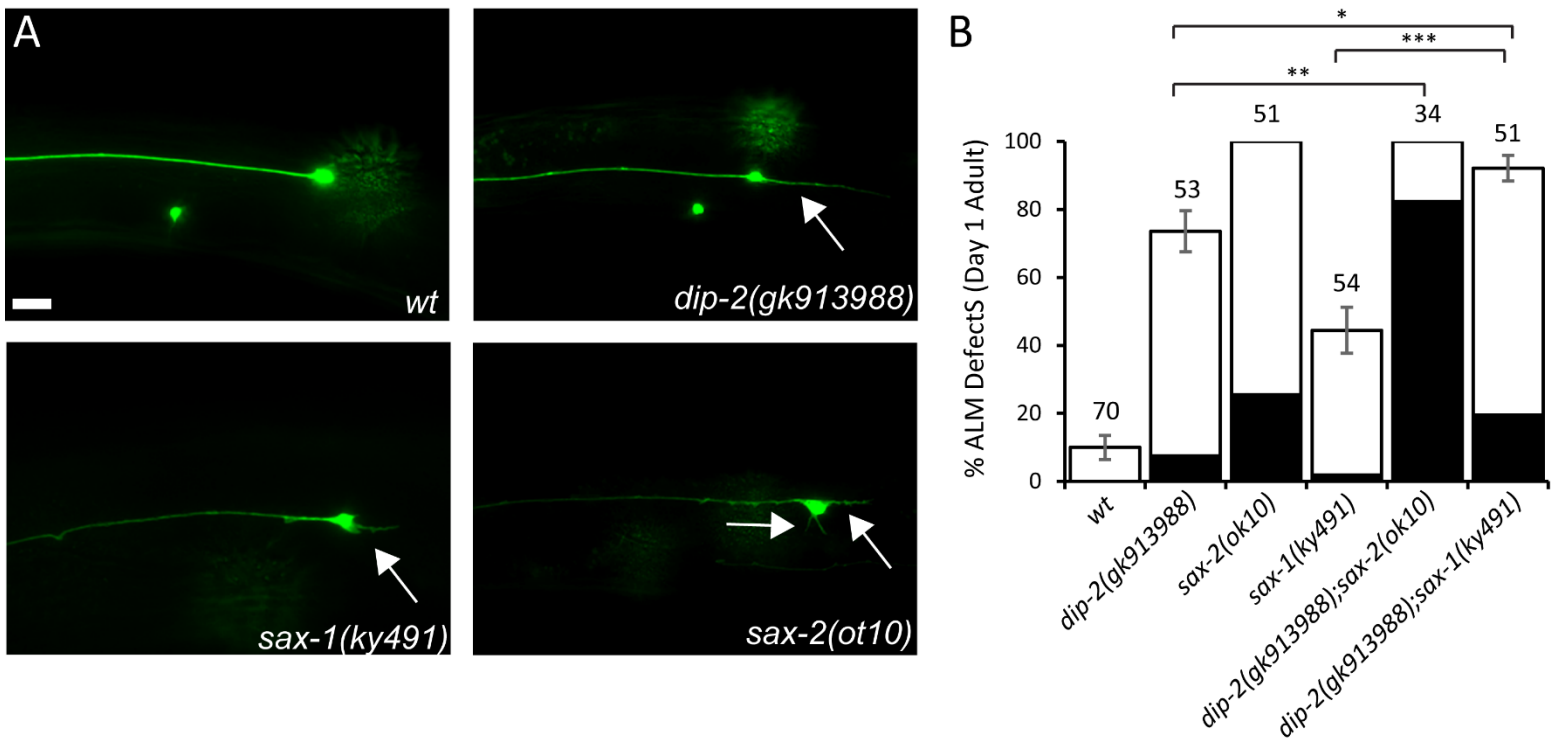 A
wt
dip-2(gk913988)
sax-1(ky491)
sax-2(ot10)
B
*
***
**
% ALM DefectS (Day 1 Adult)
100
80
60
40
20
0
70
53
51
54
34
51
wt
dip-2(gk913988)
sax-2(ok10)
sax-1(ky491)
dip-2(gk913988);sax-2(ok10)
dip-2(gk913988);sax-1(ky491)